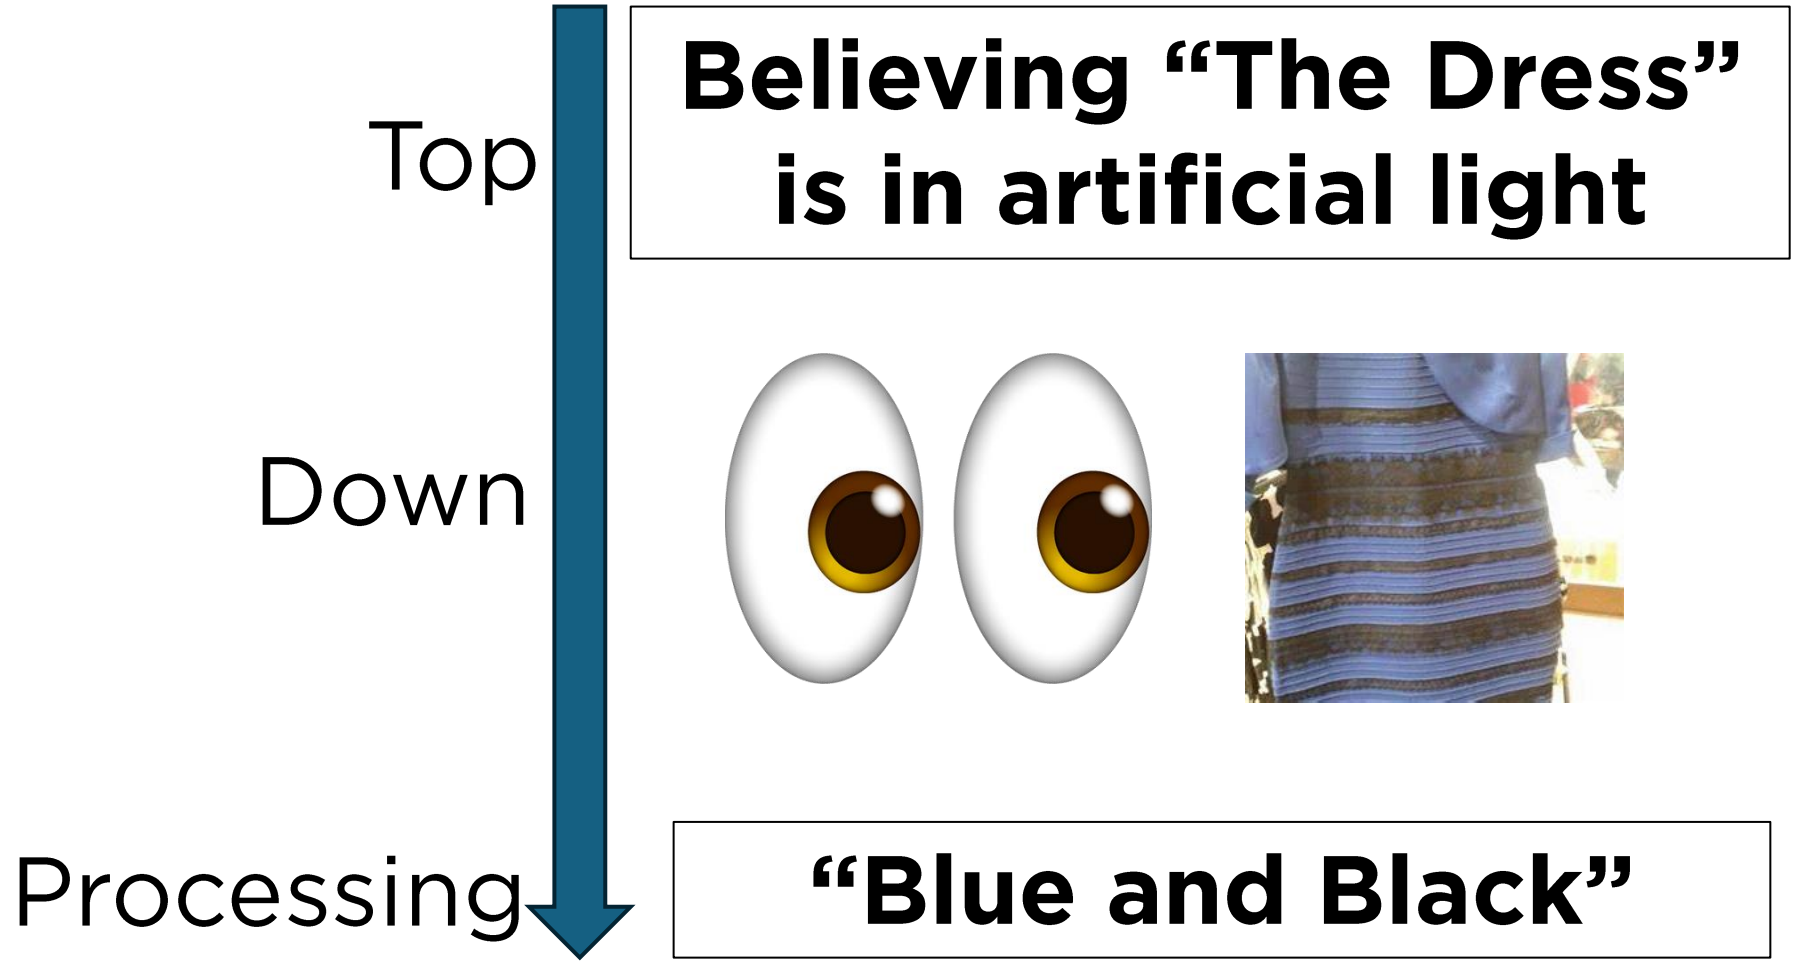 Top
Believing “The Dress”
is in artificial light
Down
Processing
“Blue and Black”